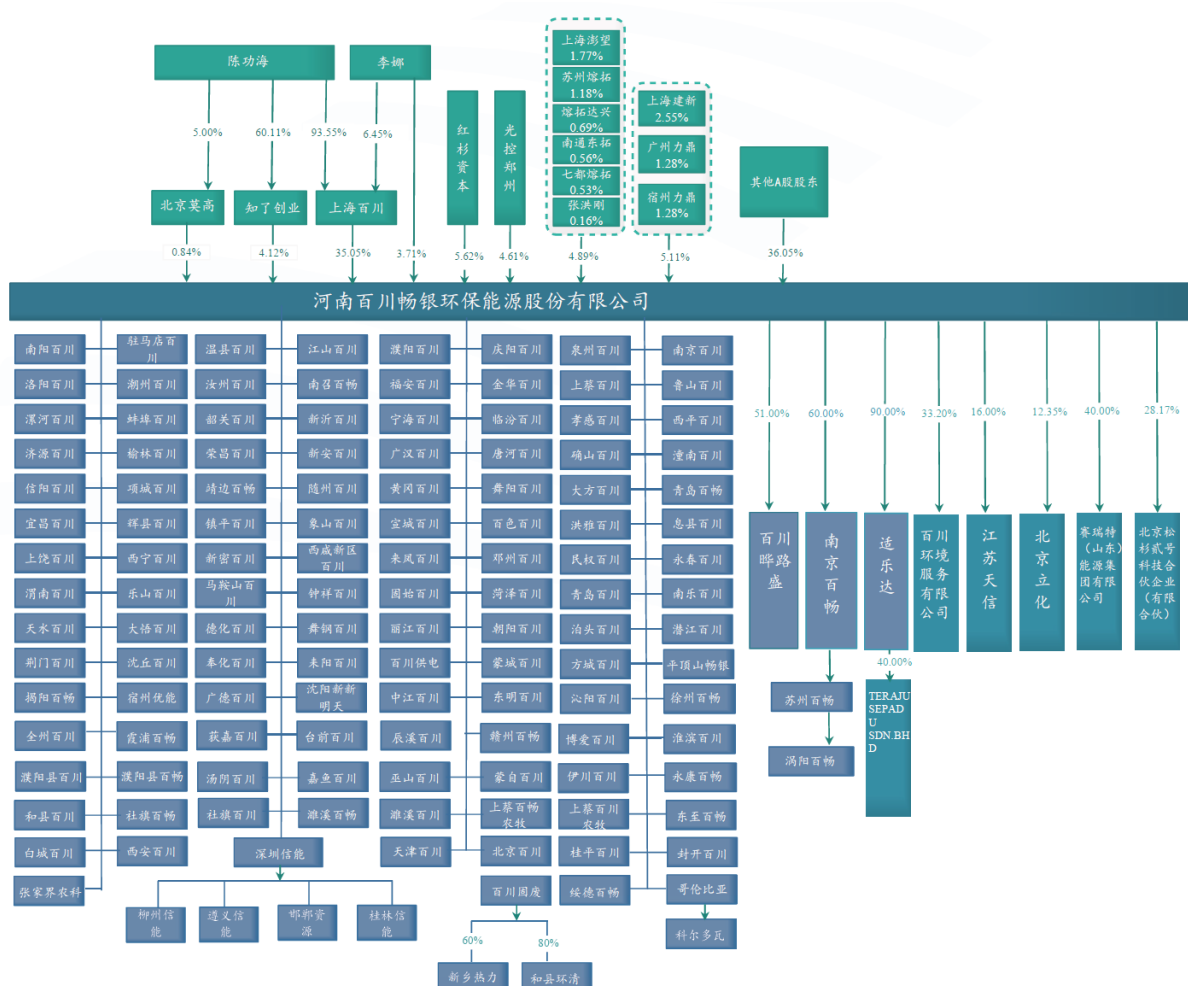 陈功海
李娜
5.00%
60.11%
93.55%
6.45%
北京莫高
知了创业
上海百川
红杉资本
光控郑州
上海澎望
1.77%
苏州熔拓
1.18%
熔拓达兴
0.69%
南通东拓
0.56%
七都熔拓
0.53%
张洪刚
0.16%
上海建新
2.55%
广州力鼎
1.28%
宿州力鼎
1.28%
其他A股股东
0.84%
4.12%
35.05%
3.71%
5.62%
4.61%
4.89%
5.11%
36.05%
河南百川畅银环保能源股份有限公司
南阳百川
驻马店百
川
温县百川
江山百川
濮阳百川
庆阳百川
泉州百川
南京百川
洛阳百川
潮州百川
汝州百川
南召百畅
福安百川
金华百川
上蔡百川
鲁山百川
漯河百川
蚌埠百川
韶关百川
新沂百川
宁海百川
临汾百川
孝感百川
西平百川
济源百川
榆林百川
荣昌百川
新安百川
广汉百川
唐河百川
确山百川
潼南百川
信阳百川
项城百川
靖边百畅
随州百川
黄冈百川
舞阳百川
大方百川
青岛百畅
宜昌百川
辉县百川
镇平百川
象山百川
宣城百川
百色百川
洪雅百川
息县百川
上饶百川
西宁百川
新密百川
西咸新区
百川
来凤百川
邓州百川
民权百川
永春百川
渭南百川
乐山百川
马鞍山百
川
钟祥百川
固始百川
菏泽百川
青岛百川
南乐百川
天水百川
大悟百川
德化百川
舞钢百川
丽江百川
朝阳百川
泊头百川
潜江百川
荆门百川
沈丘百川
奉化百川
耒阳百川
百川供电
蒙城百川
方城百川
平顶山畅银
揭阳百畅
宿州优能
广德百川
沈阳新新
明天
中江百川
东明百川
沁阳百川
徐州百畅
全州百川
霞浦百畅
获嘉百川
台前百川
辰溪百川
赣州百畅
博爱百川
淮滨百川
濮阳县百川
濮阳县百畅
汤阴百川
嘉鱼百川
巫山百川
蒙自百川
伊川百川
永康百畅
和县百川
社旗百畅
社旗百川
濉溪百畅
濉溪百川
上蔡百畅
农牧
上蔡百川
农牧
东至百畅
白城百川
西安百川
深圳信能
天津百川
北京百川
桂平百川
封开百川
张家界农科
百川固废
绥德百畅
哥伦比亚
柳州信
能
遵义信
能
邯郸资
源
桂林信
能
科尔多瓦
60%
80%
新乡热力
和县环清
51.00%
60.00%
90.00%
33.20%
16.00%
12.35%
40.00%
28.17%
百川
晔路
盛
南京百畅
适乐达
百川
环境
服务
有限
公司
江苏天信
北京立化
赛瑞特
（山东）
能源集
团有限
公司
北京松
杉贰号
科技合
伙企业
（有限
合伙）
40.00%
苏州百畅
涡阳百畅
TERAJU
SEPAD
U
SDN.BH
D